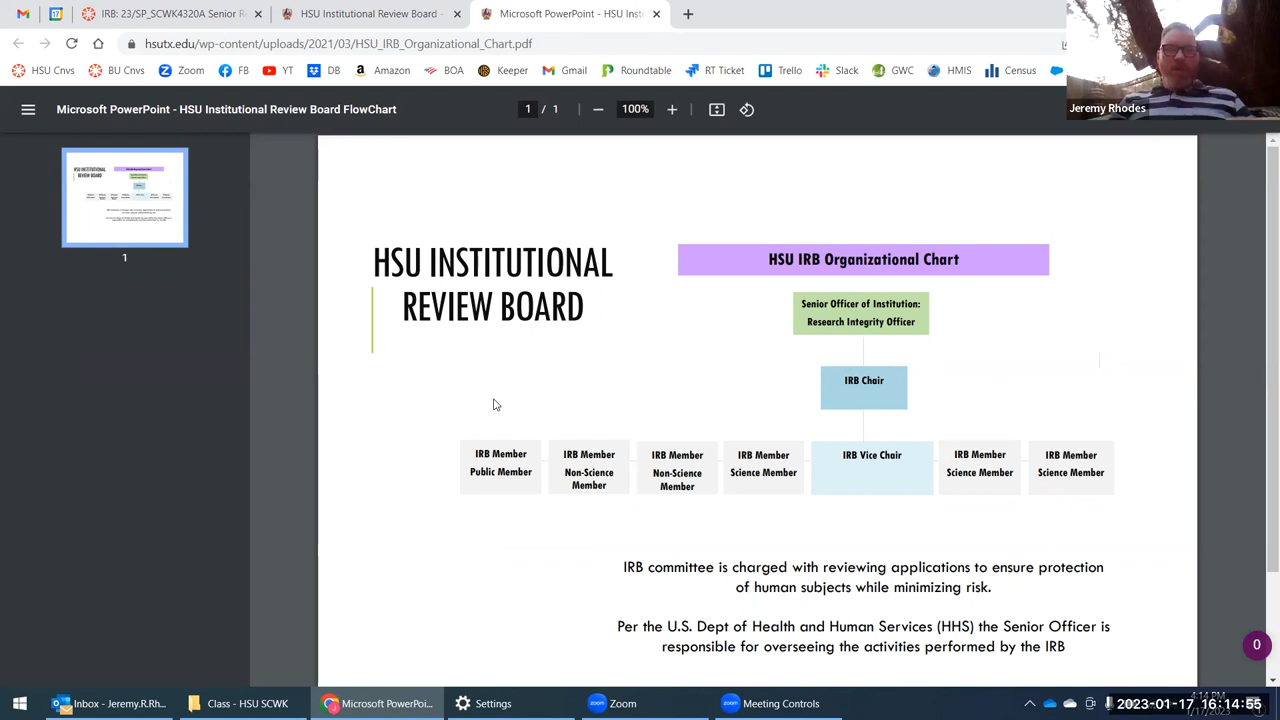 IRB: 23/SP_SCWK4320A Senior R
HSU Institutional Review Board -
Microsoft PowerPoint - HSU Inst
hsutx.edu/wp-content/uploads/2021/03/HSU_IRB_Organizational_Chart.pdf
HSU Cnvs
BU Cnvs
Zoom
FB
YT
DB
Amazon
BOA
Keeper
Gmail
Roundtable
RT Ticket
Trello
Slack
GWC
HMIS
Census
Jeremy Rhodes
Microsoft PowerPoint - HSU Institutional Review Board FlowChart
1 / 1
100%
1
HSU INSTITUTIONAL
REVIEW BOARD
HSU IRB Organizational Chart
Senior Officer of Institution:
Research Integrity Officer
IRB Chair
IRB Member
Public Member
IRB Member
Non-Science
Member
IRB Member
Non-Science
Member
IRB Member
Science Member
IRB Vice Chair
IRB Member
Science Member
IRB Member
Science Member
IRB committee is charged with reviewing applications to ensure protection
of human subjects while minimizing risk.
Per the U.S. Dept of Health and Human Services (HHS) the Senior Officer is
responsible for overseeing the activities performed by the IRB
0
Inbox - Jeremy.R.Rh...
Class - HSU SCWK
Microsoft PowerPoi...
Settings
Zoom
Meeting Controls
4:14 PM
1/17/2023
2023-01-17 16:14:55